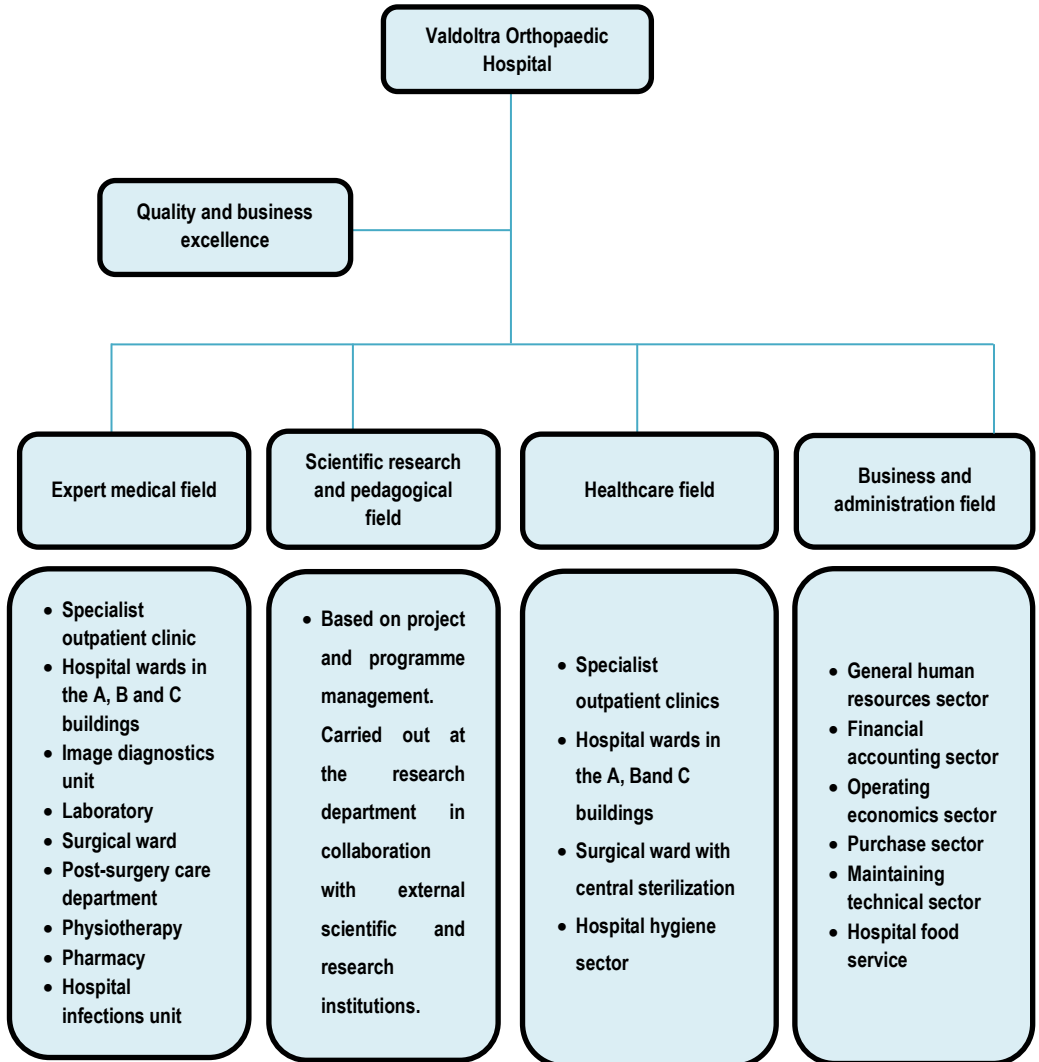 Valdoltra Orthopaedic
Hospital
Quality and business
excellence
Expert medical field
Scientific research
and pedagogical
field
Healthcare field
Business and
administration field
• Specialist
outpatient clinic
• Hospital wards in
the A, B and C
buildings
• Image diagnostics
unit
• Laboratory
• Surgical ward
• Post-surgery care
department
• Physiotherapy
• Pharmacy
• Hospital
infections unit
• Based on project
and programme
management.
Carried out at
the research
department in
collaboration
with external
scientific and
research
institutions.
• Specialist
outpatient clinics
• Hospital wards in
the A, Band C
buildings
• Surgical ward with
central sterilization
• Hospital hygiene
sector
• General human
resources sector
• Financial
accounting sector
• Operating
economics sector
• Purchase sector
• Maintaining
technical sector
• Hospital food
service